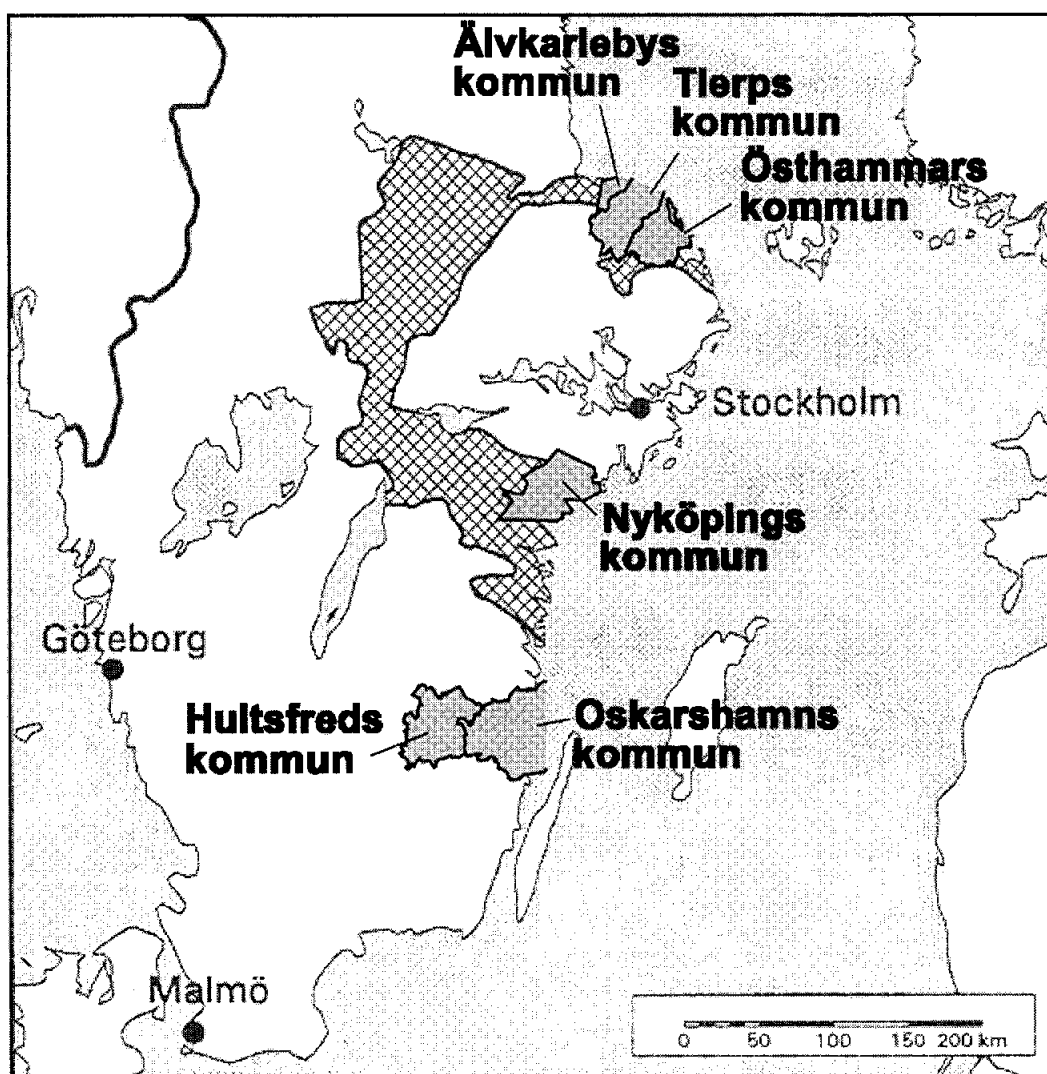 Älvkarlebys
kommun
Tierps
kommun
Östhammars
kommun
Stockholm
Nyköpings
kommun
Göteborg
Hultsfreds
kommun
Oskarshamns
kommun
Malmö
0 50 100 150 200 km